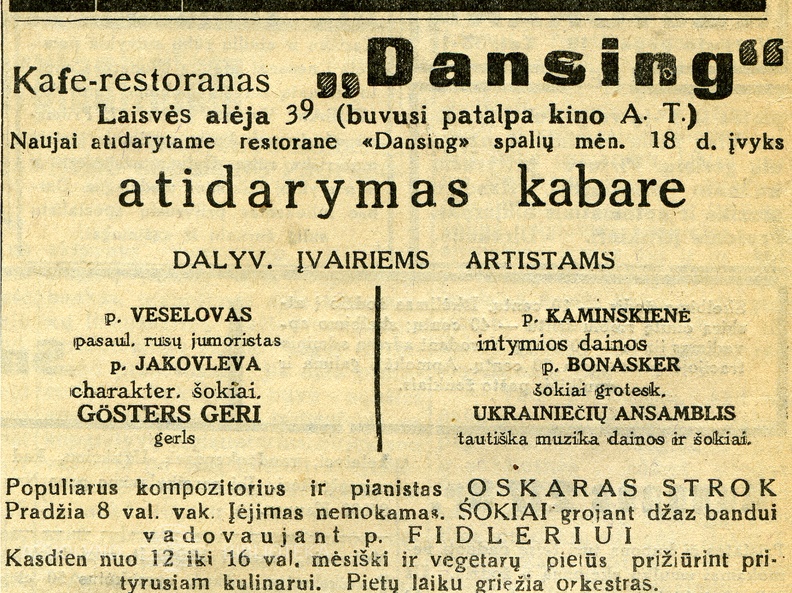 Kafe-restoranas „Dansing“
Laisvės alėja 39 (buvusi patalpa kino A. T.)
Naujai atidarytame restorane «Dansing» spalių mėn. 18 d. įvyks
atidarymas kabare
DALYV. ĮVAIRIEMS ARTISTAMS
p. VESELOVAS
pasaul. rusų jumoristas
p. JAKOVLEVA
charakter. šokiai.
GÖSTERS GERI
gerls
p. KAMINSKIENĖ
intymios dainos
p. BONASKER
šokiai grotesk.
UKRAINIEČIŲ ANSAMBLIS
tautiška muzika dainos ir šokiai.
Populiarus kompozitorius ir pianistas OSKARAS STROK
Pradžia 8 val. vak. Įėjimas nemokamas. ŠOKIAI grojant džaz bandui
vadovaujant p. FIDLERIUI
Kasdien nuo 12 iki 16 val. mėsiški ir vegetarų pietūs prižiūrint pri-
tyrusiam kulinarui. Pietų laiku griežia orkestras.